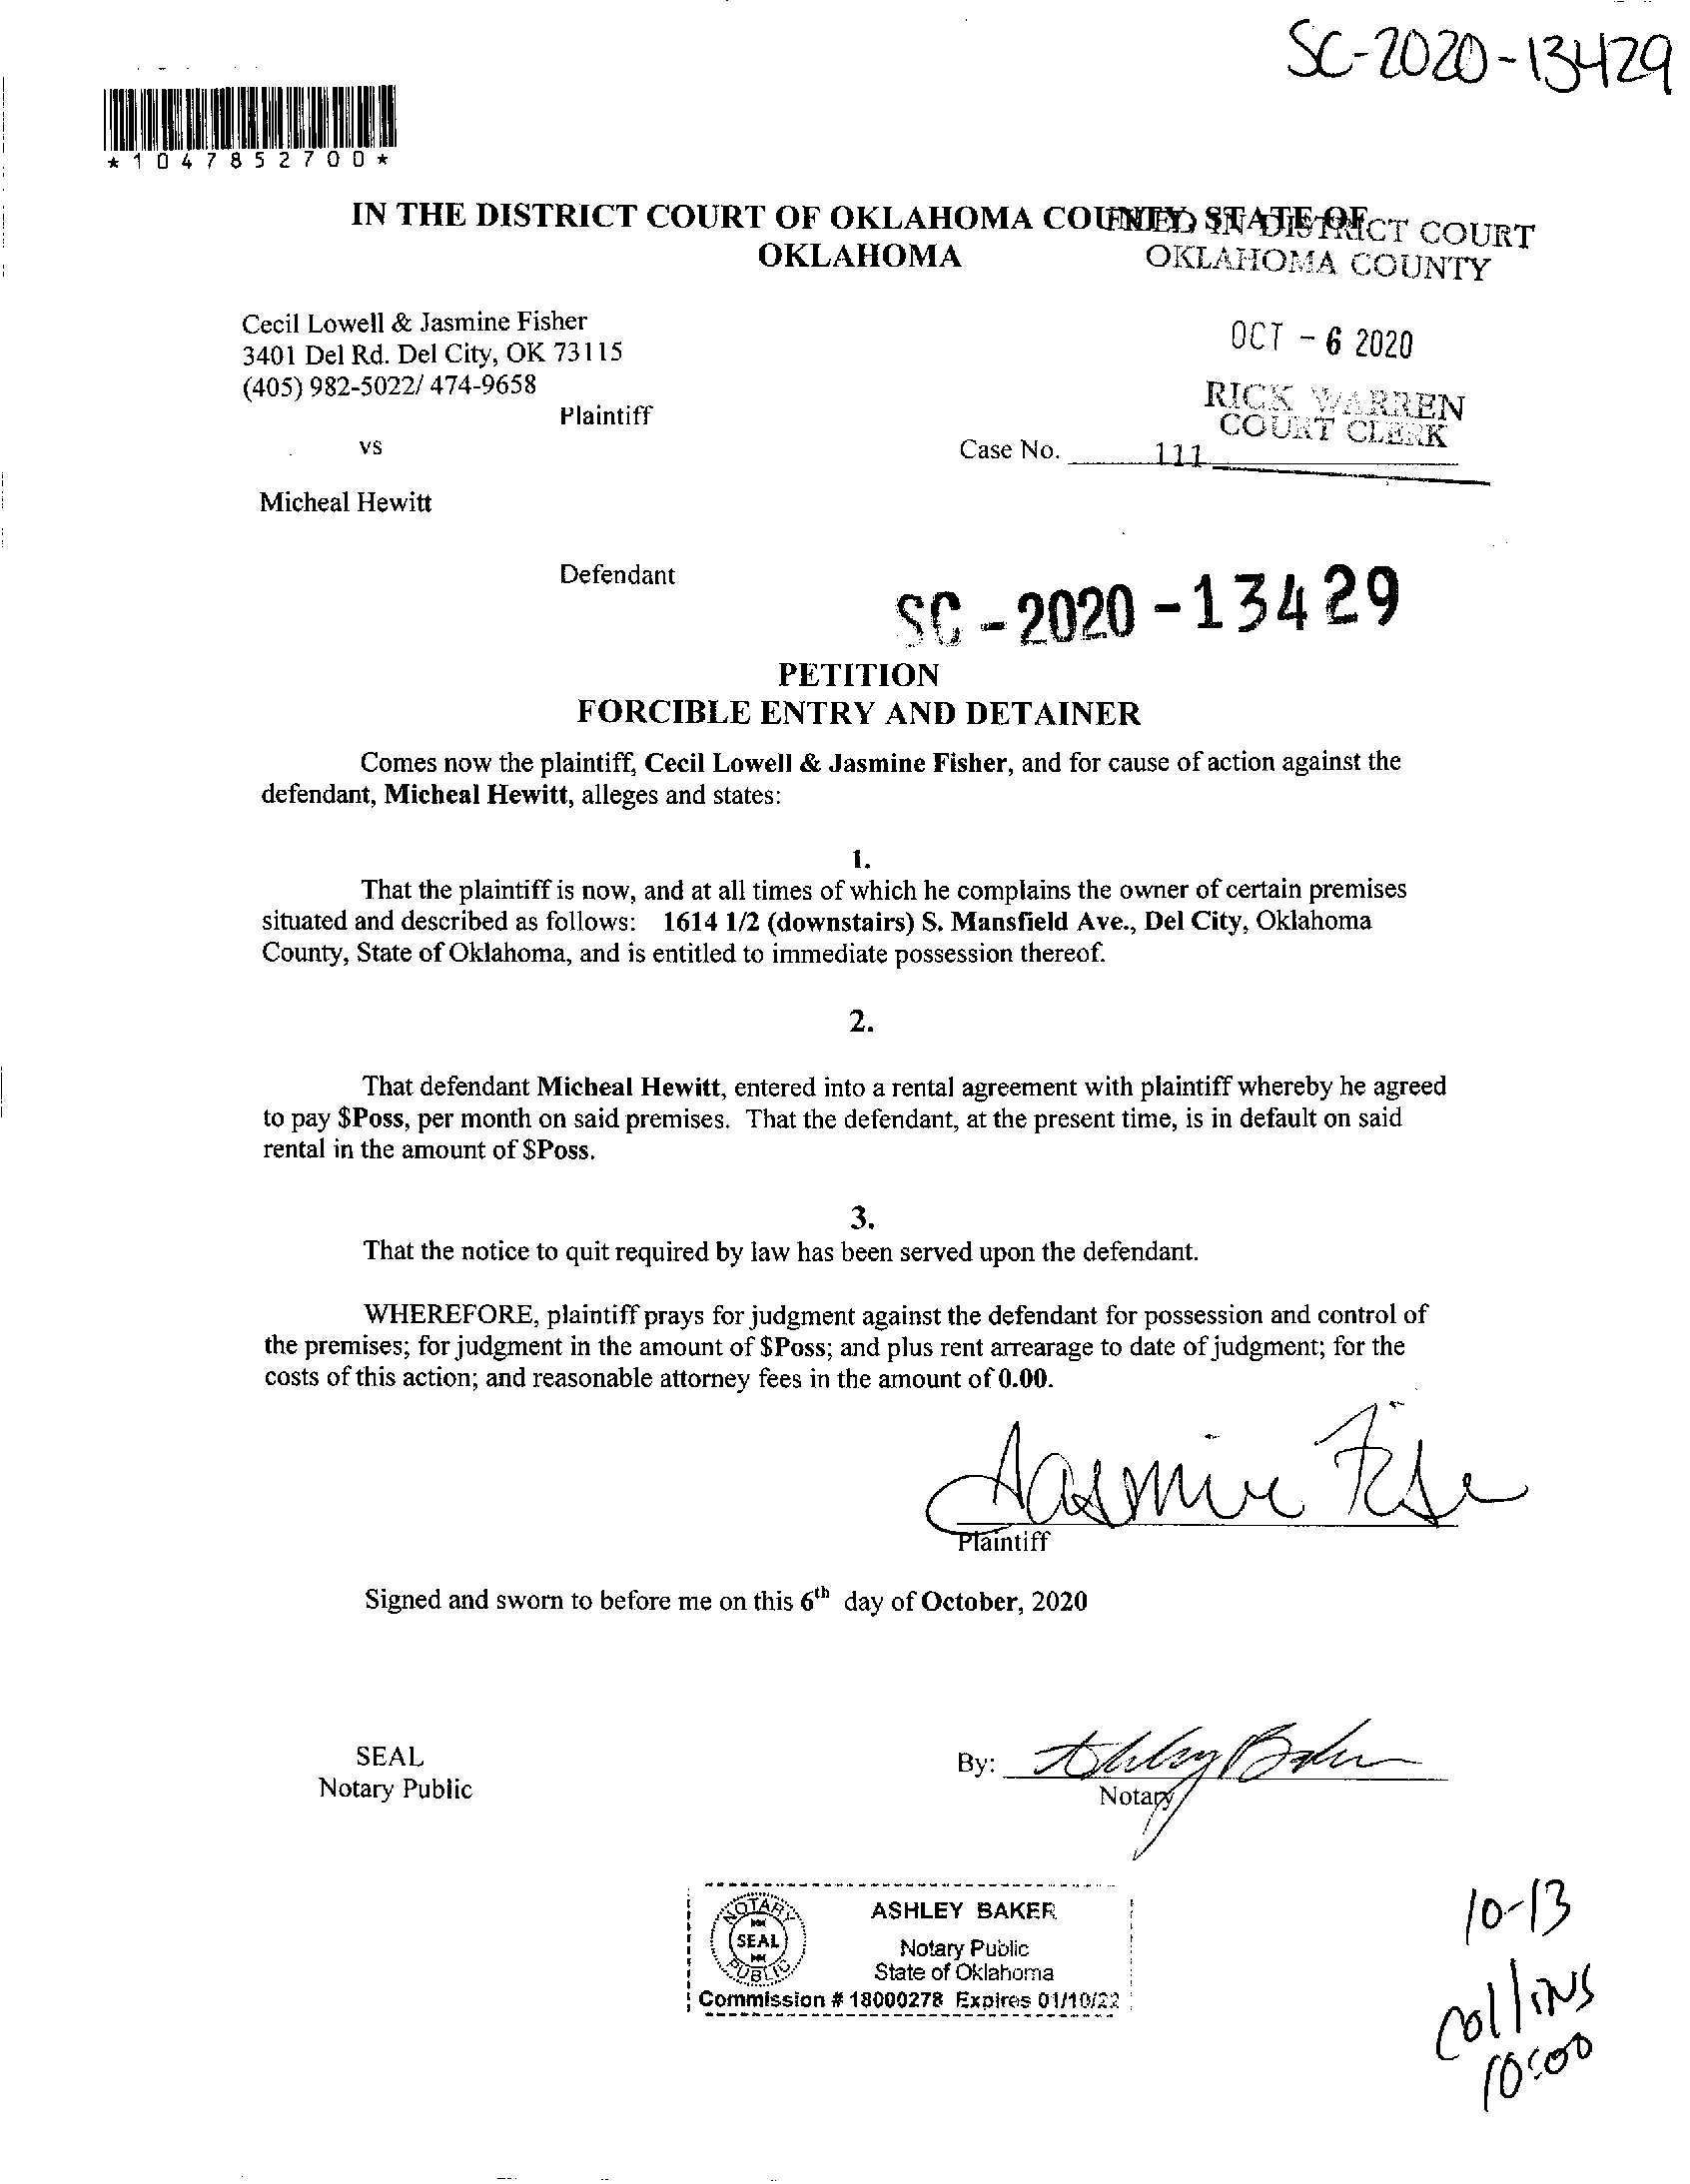 SC-2020-13429
*1047852700*
IN THE DISTRICT COURT OF OKLAHOMA COUNTY, STATE OF
OKLAHOMA
FILED IN DISTRICT COURT
OKLAHOMA COUNTY
Cecil Lowell & Jasmine Fisher
3401 Del Rd. Del City, OK 73115
(405) 982-5022/ 474-9658
OCT - 6 2020
RICK WARREN
COURT CLERK
Plaintiff
vs
Case No. 111
Micheal Hewitt
Defendant
SC - 2020 - 13429
PETITION
FORCIBLE ENTRY AND DETAINER
Comes now the plaintiff, Cecil Lowell & Jasmine Fisher, and for cause of action against the
defendant, Micheal Hewitt, alleges and states:
1.
That the plaintiff is now, and at all times of which he complains the owner of certain premises
situated and described as follows: 1614 1/2 (downstairs) S. Mansfield Ave., Del City, Oklahoma
County, State of Oklahoma, and is entitled to immediate possession thereof.
2.
That defendant Micheal Hewitt, entered into a rental agreement with plaintiff whereby he agreed
to pay $Poss, per month on said premises. That the defendant, at the present time, is in default on said
rental in the amount of $Poss.
3.
That the notice to quit required by law has been served upon the defendant.
WHEREFORE, plaintiff prays for judgment against the defendant for possession and control of
the premises; for judgment in the amount of $Poss; and plus rent arrearage to date of judgment; for the
costs of this action; and reasonable attorney fees in the amount of 0.00.
Jasmine
Plaintiff
Signed and sworn to before me on this 6th day of October, 2020
SEAL
Notary Public
By: Ashley Baker
Notary
NOTARY
SEAL
PUBLIC
ASHLEY BAKER
Notary Public
State of Oklahoma
Commission # 18000278 Expires 01/10/22
10-13
Collins
10:00